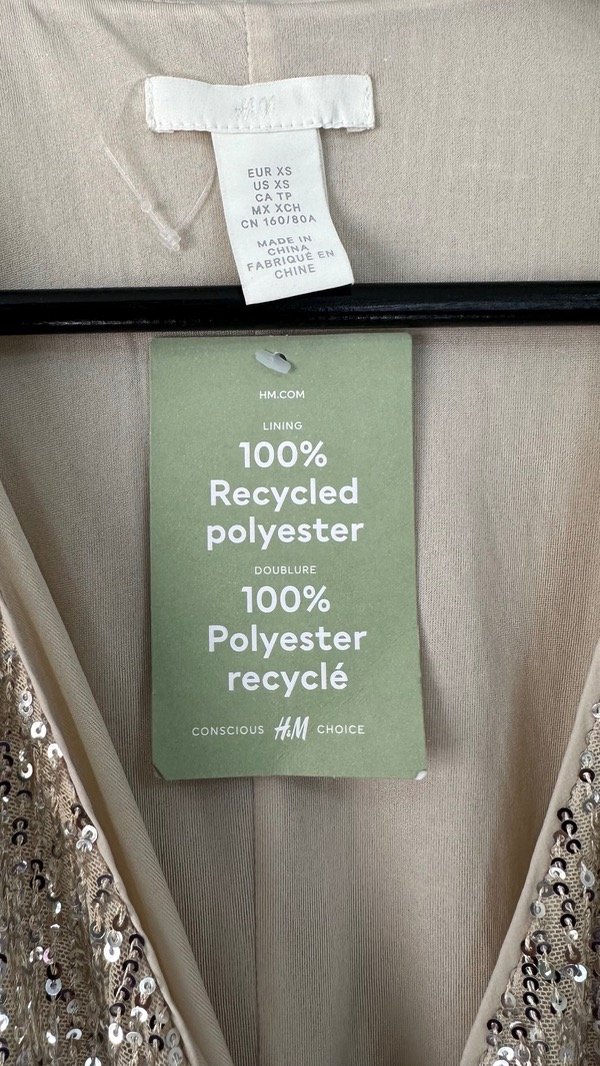 H&M
EUR XS
US XS
CA TP
MX XCH
CN 160/80A
MADE IN
CHINA
FABRIQUÉ EN
CHINE
HM.COM
LINING
100%
Recycled
polyester
DOUBLURE
100%
Polyester
recyclé
CONSCIOUS H&M CHOICE